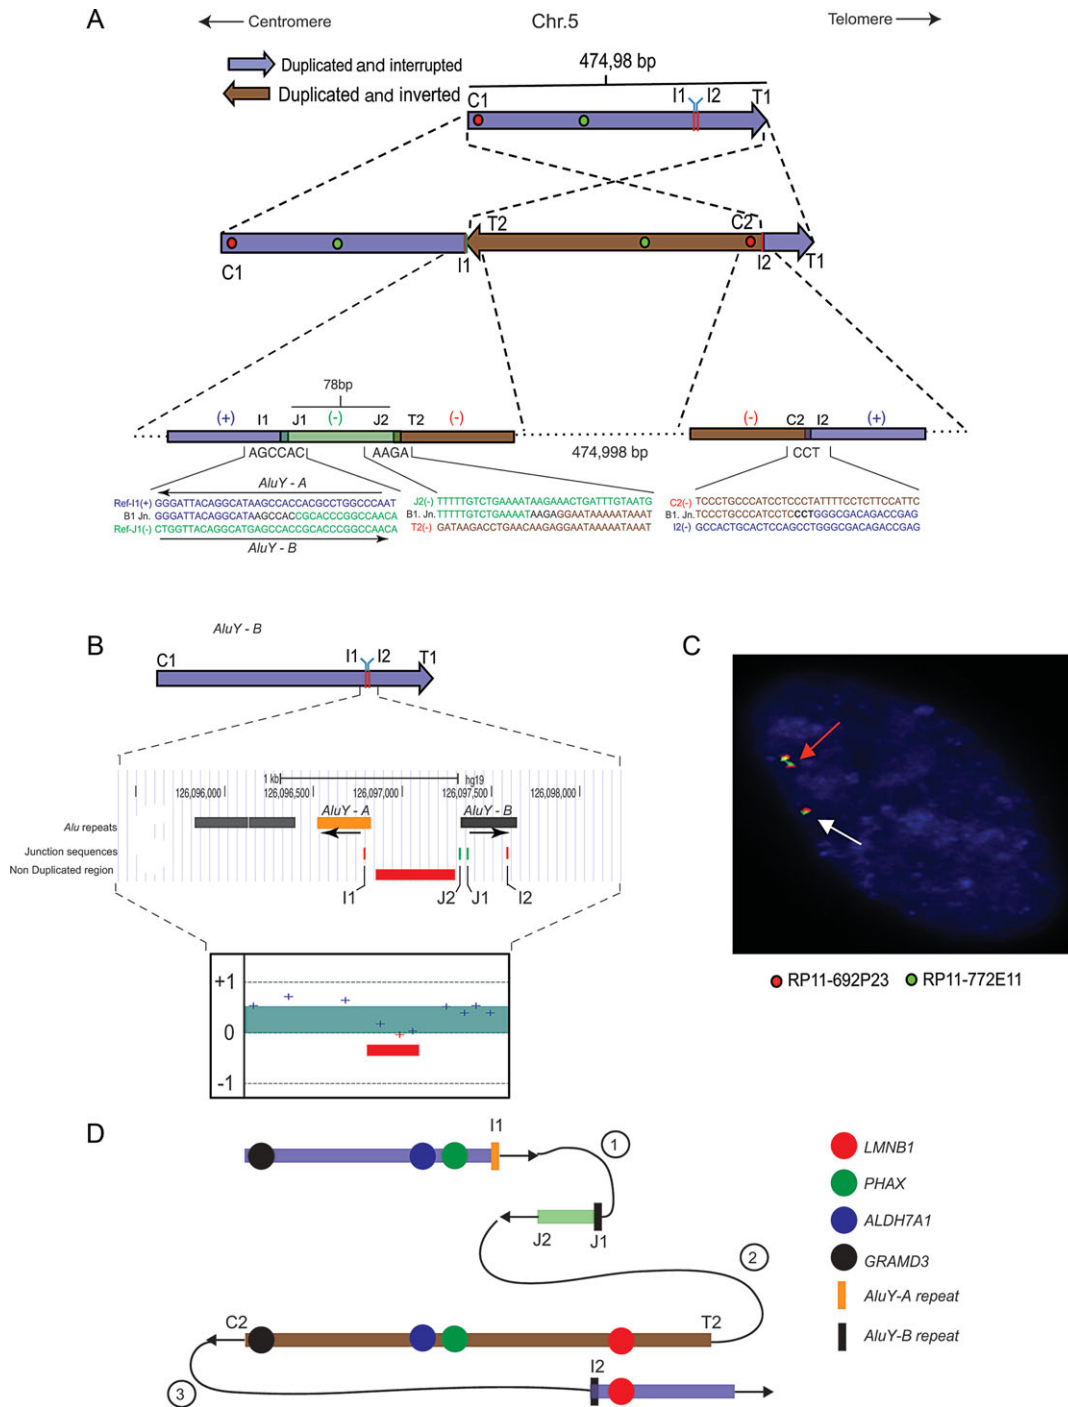 A
Centromere
Chr.5
Telomere
Duplicated and interrupted
474,98 bp
Duplicated and inverted
C1
I1
I2
T1
T2
C2
C1
I1
I2
T1
78bp
(+)
I1
J1
(-)
J2
T2
(-)
(-)
C2
I2
(+)
AGCCAC
AAGA
474,998 bp
CCT
AluY - A
Ref-I1(+) GGGATTACAGGCATAAGCCACCACGCCTGGCCCAAT
B1 Jn. GGGATTACAGGCATAAGCCACCGCACCCGGCCAACA
Ref-J1(-) CTGGTTACAGGCATGAGCCACCGCACCCGGCCAACA
AluY - B
J2(-) TTTTTGTCTGAAAATAAGAAACTGATTTGTAATG
B1. Jn. TTTTTGTCTGAAAATAAGAGGAATAAAAATAAAT
T2(-) GATAAGACCTGAACAAGAGGAATAAAAATAAAT
C2(-) TCCCTGCCCATCCTCCCTATTTTCCTCTTCCATTC
B1. Jn. TCCCTGCCCATCCTCCCTGGGCGACAGACCGAG
I2(-) GCCACTGCACTCCAGCCTGGGCGACAGACCGAG
AluY - B
B
C1
I1
I2
T1
1 kb
hg19
126,096,000
126,096,500
126,097,000
126,097,500
126,098,000
AluY - A
AluY - B
Alu repeats
Junction sequences
Non Duplicated region
I1
J2
J1
I2
+1
0
-1
C
RP11-692P23
RP11-772E11
D
I1
1
J2
J1
2
C2
T2
I2
3
LMNB1
PHAX
ALDH7A1
GRAMD3
AluY-A repeat
AluY-B repeat